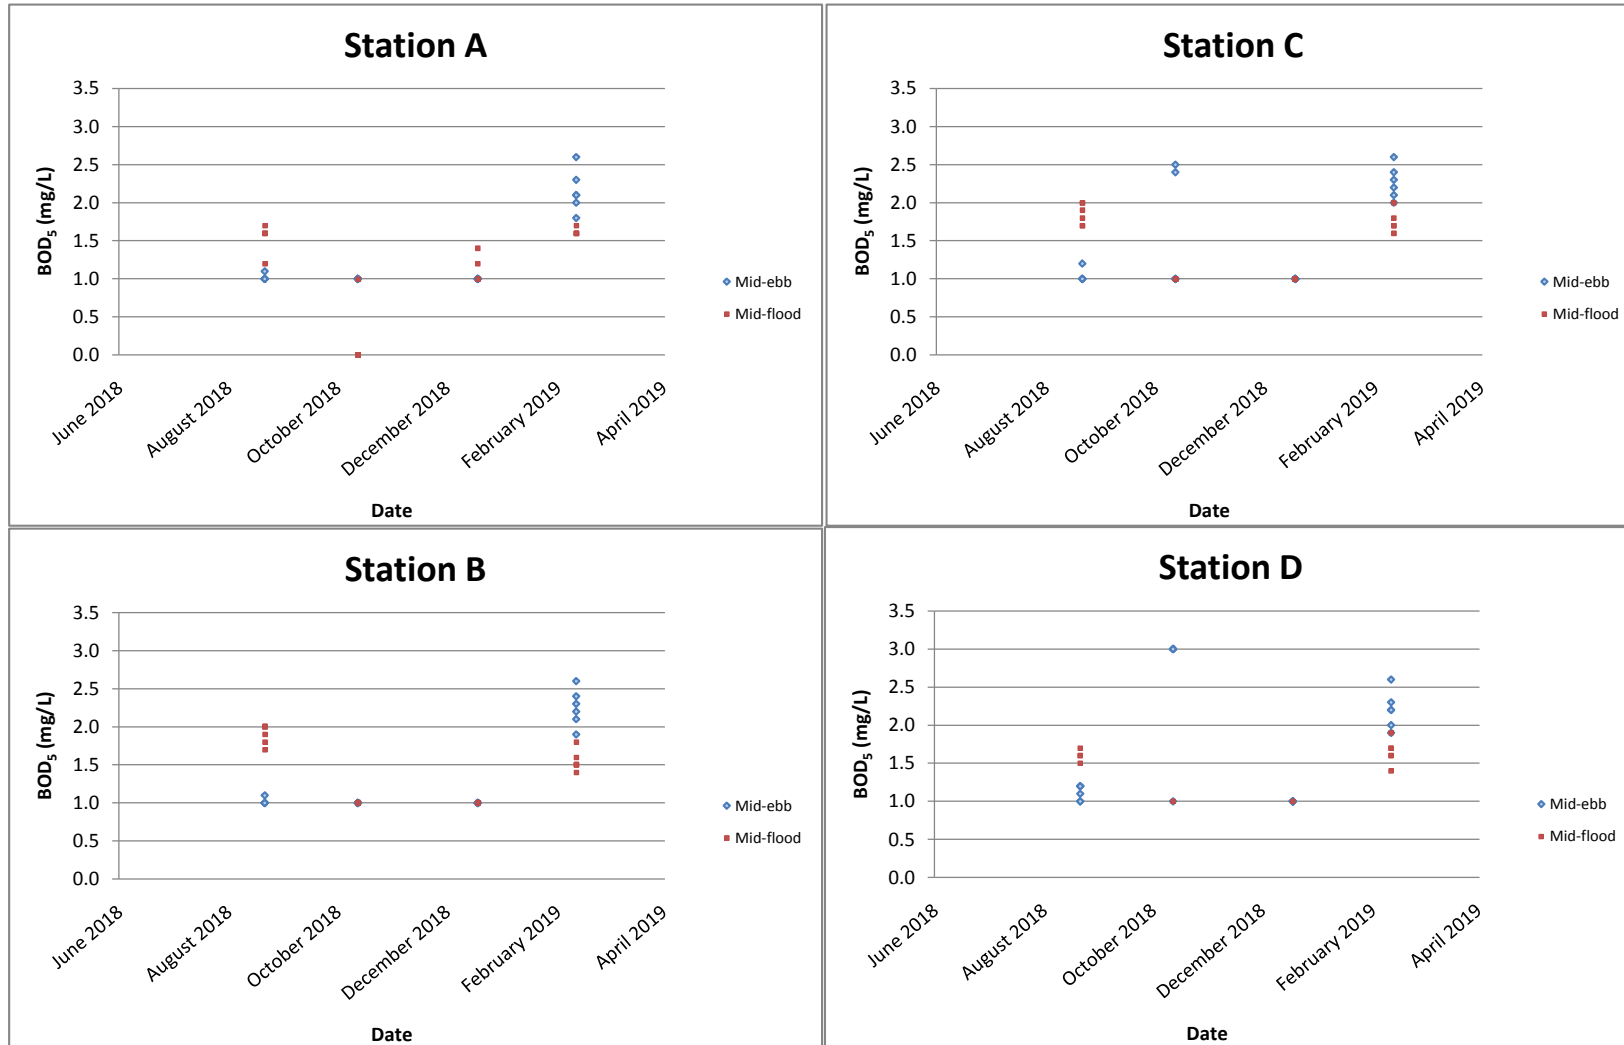 Station A
3.5
3.0
2.5
2.0
1.5
1.0
0.5
0.0
BOD5 (mg/L)
June 2018
August 2018
October 2018
December 2018
February 2019
April 2019
Date
Mid-ebb
Mid-flood
Station C
3.5
3.0
2.5
2.0
1.5
1.0
0.5
0.0
BOD5 (mg/L)
June 2018
August 2018
October 2018
December 2018
February 2019
April 2019
Date
Mid-ebb
Mid-flood
Station B
3.5
3.0
2.5
2.0
1.5
1.0
0.5
0.0
BOD5 (mg/L)
June 2018
August 2018
October 2018
December 2018
February 2019
April 2019
Date
Mid-ebb
Mid-flood
Station D
3.5
3.0
2.5
2.0
1.5
1.0
0.5
0.0
BOD5 (mg/L)
June 2018
August 2018
October 2018
December 2018
February 2019
April 2019
Date
Mid-ebb
Mid-flood